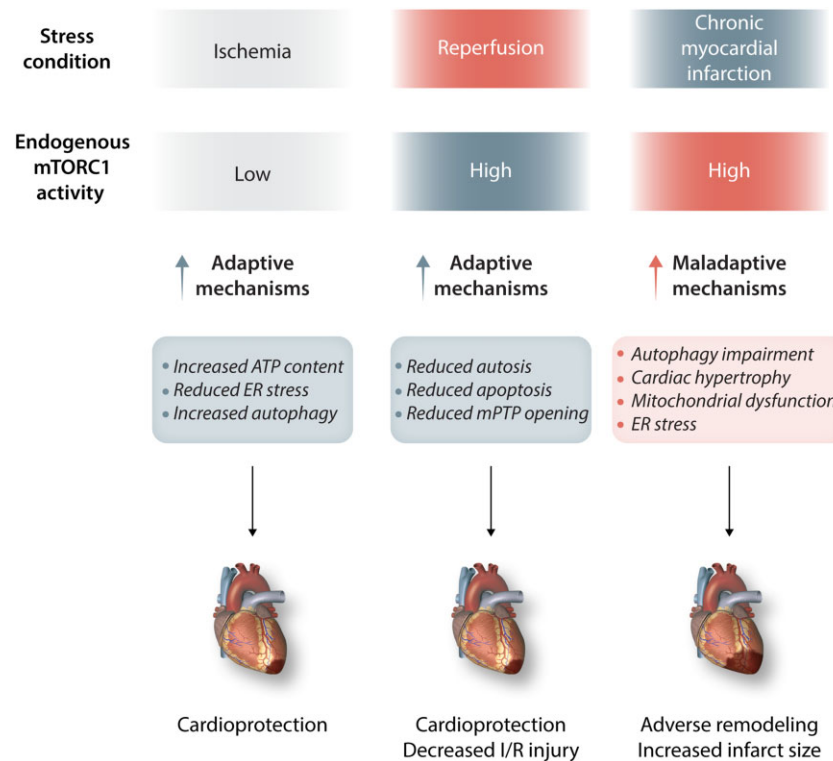 Stress
condition
Ischemia
Reperfusion
Chronic
myocardial
infarction
Endogenous
mTORC1
activity
Low
High
High
Adaptive
mechanisms
Adaptive
mechanisms
Maladaptive
mechanisms
• Increased ATP content
• Reduced ER stress
• Increased autophagy
• Reduced autosis
• Reduced apoptosis
• Reduced mPTP opening
• Autophagy impairment
• Cardiac hypertrophy
• Mitochondrial dysfunction
• ER stress
Cardioprotection
Cardioprotection
Decreased I/R injury
Adverse remodeling
Increased infarct size